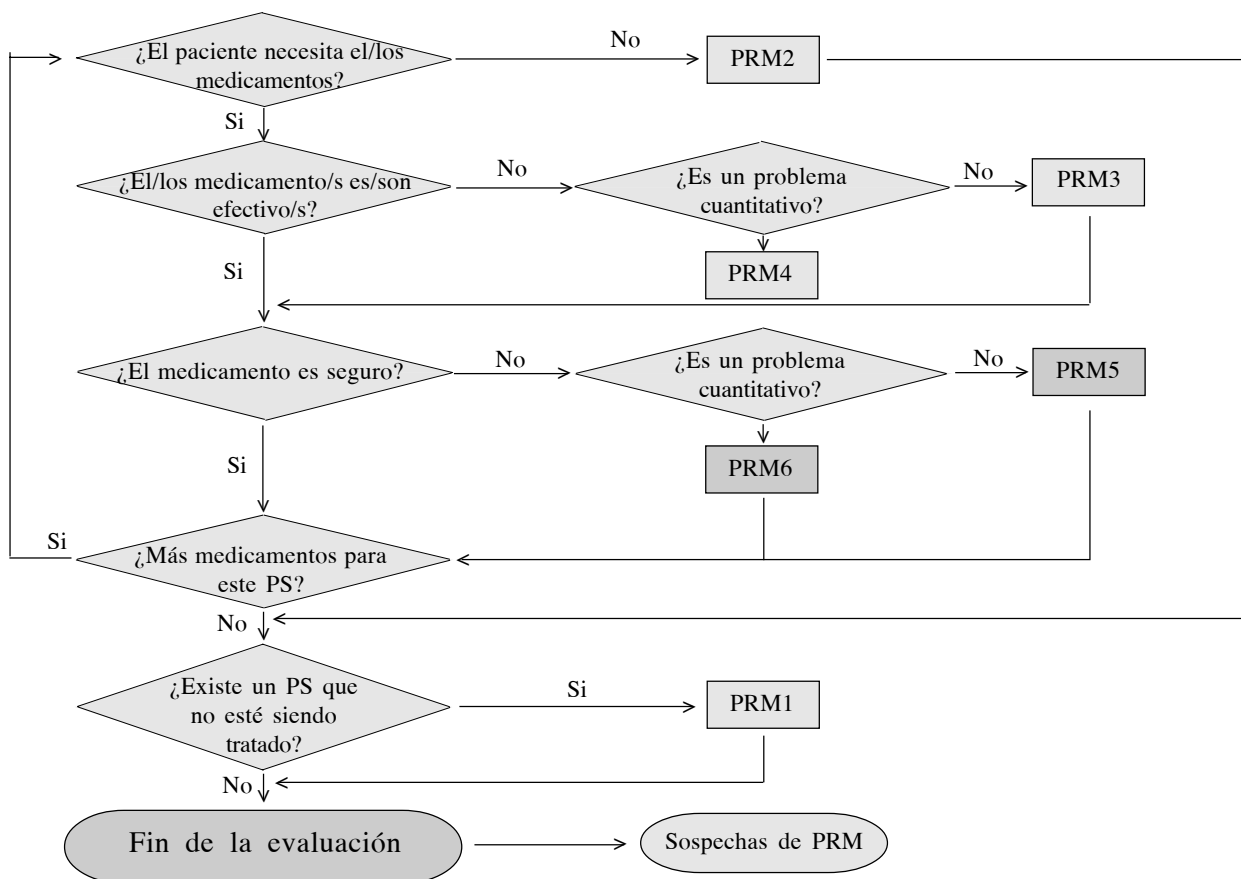 ¿El paciente necesita el/los
medicamentos?
No
PRM2
Si
¿El/los medicamento/s es/son
efectivo/s?
No
¿Es un problema
cuantitativo?
No
PRM3
PRM4
Si
¿El medicamento es seguro?
No
¿Es un problema
cuantitativo?
No
PRM5
PRM6
Si
Si
¿Más medicamentos para
este PS?
No
¿Existe un PS que
no esté siendo
tratado?
Si
PRM1
No
Fin de la evaluación
Sospechas de PRM